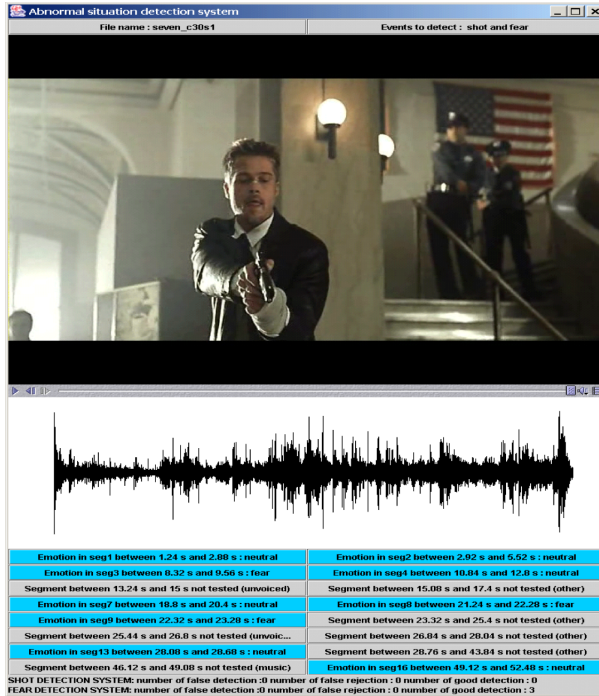 Abnormal situation detection system
File name : seven_c30s1 Events to detect : shot and fear
Emotion in seg1 between 1.24 s and 2.88 s : neutral Emotion in seg2 between 2.92 s and 5.52 s : neutral
Emotion in seg3 between 8.32 s and 9.56 s : fear Emotion in seg4 between 10.84 s and 12.8 s : neutral
Segment between 13.24 s and 15 s not tested (unvoiced) Segment between 15.08 s and 17.4 s not tested (other)
Emotion in seg7 between 18.8 s and 20.4 s : neutral Emotion in seg8 between 21.24 s and 22.28 s : fear
Emotion in seg9 between 22.32 s and 23.28 s : fear Segment between 23.32 s and 25.4 s not tested (other)
Segment between 25.44 s and 26.8 s not tested (unvoic... Segment between 26.84 s and 28.04 s not tested (other)
Emotion in seg13 between 28.08 s and 28.68 s : neutral Segment between 28.76 s and 43.84 s not tested (other)
Segment between 46.12 s and 49.08 s not tested (music) Emotion in seg16 between 49.12 s and 52.48 s : neutral
SHOT DETECTION SYSTEM: number of false detection :0 number of false rejection : 0 number of good detection : 0
FEAR DETECTION SYSTEM: number of false detection :0 number of false rejection : 0 number of good detection : 3